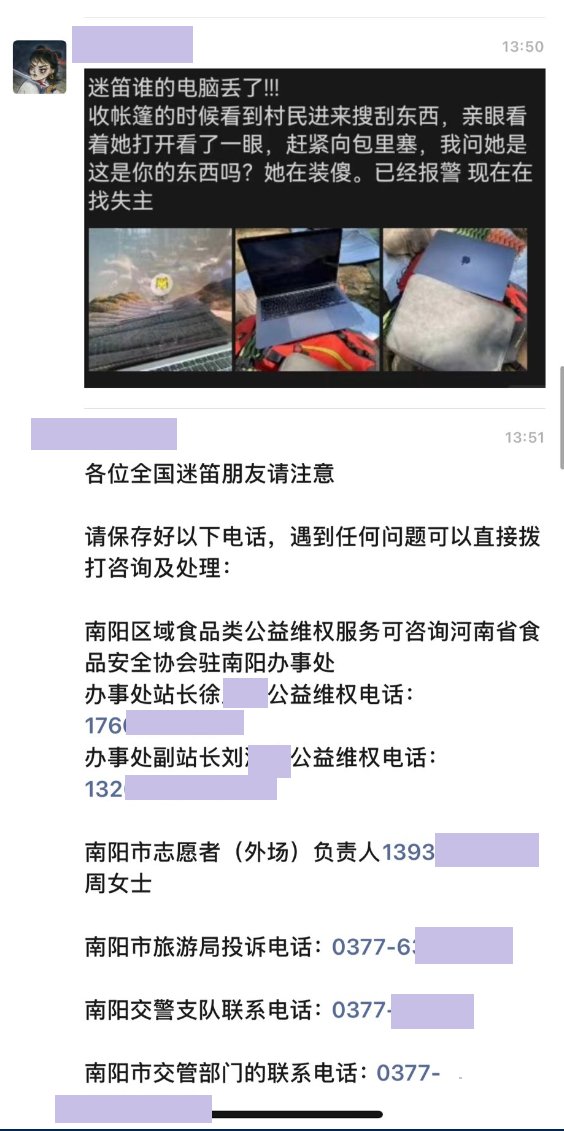 13:50
迷笛谁的电脑丢了!!!
收帐篷的时候看到村民进来搜刮东西，亲眼看
着她打开看了一眼，赶紧向包里塞，我问她是
这是你的东西吗？她在装傻。已经报警 现在在
找失主
13:51
各位全国迷笛朋友请注意
请保存好以下电话，遇到任何问题可以直接拨
打咨询及处理：
南阳区域食品类公益维权服务可咨询河南省食
品安全协会驻南阳办事处
办事处站长徐 公益维权电话：
176
办事处副站长刘 公益维权电话：
132
南阳市志愿者（外场）负责人1393
周女士
南阳市旅游局投诉电话：0377-6
南阳交警支队联系电话：0377-
南阳市交管部门的联系电话：0377-